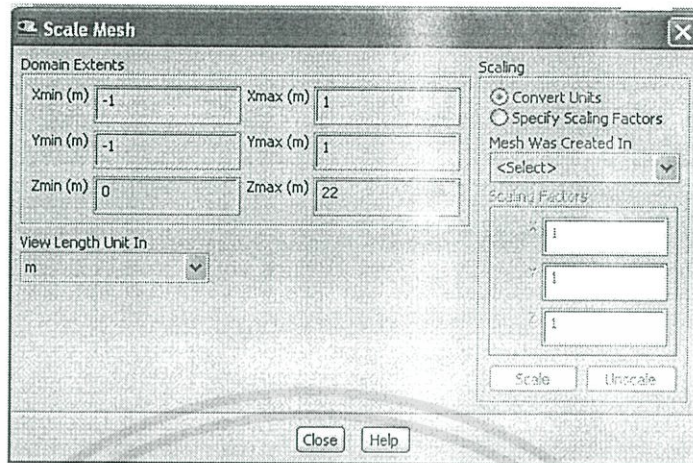 Scale Mesh
Domain Extents
Xmin (m) -1 Xmax (m) 1
Ymin (m) -1 Ymax (m) 1
Zmin (m) 0 Zmax (m) 22
View Length Unit In
m
Scaling
Convert Units
Specify Scaling Factors
Mesh Was Created In
<Select>
Scaling Factors
X 1
Y 1
Z 1
Scale Unscale
Close Help